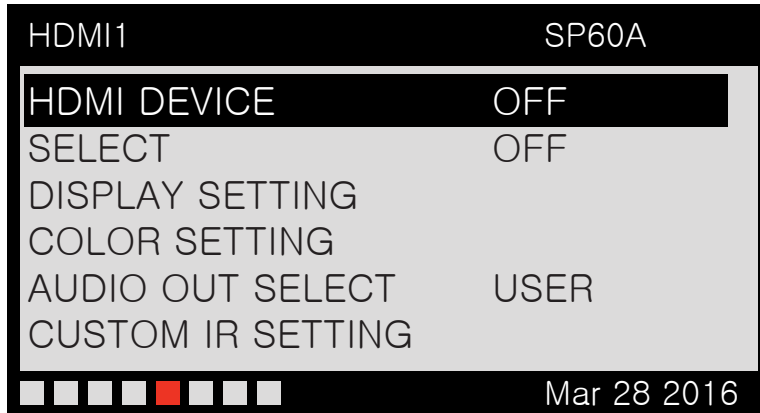 HDMI1 SP60A
HDMI DEVICE OFF
SELECT OFF
DISPLAY SETTING
COLOR SETTING
AUDIO OUT SELECT USER
CUSTOM IR SETTING
Mar 28 2016